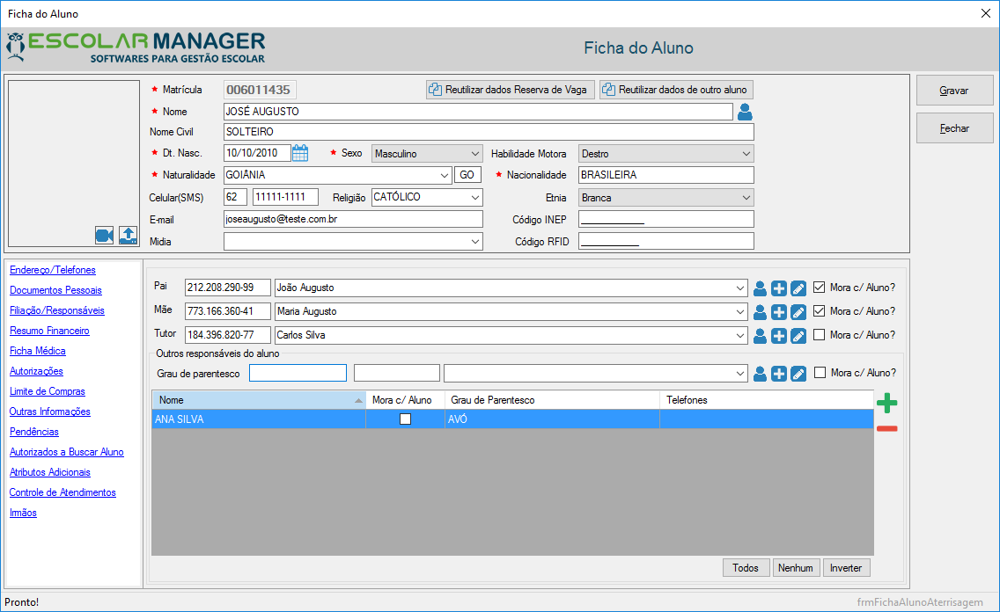 Ficha do Aluno
ESCOLAR MANAGER
SOFTWARES PARA GESTÃO ESCOLAR
Ficha do Aluno
* Matrícula 006011435 Reutilizar dados Reserva de Vaga Reutilizar dados de outro aluno
* Nome JOSÉ AUGUSTO
Nome Civil SOLTEIRO
* Dt. Nasc. 10/10/2010 * Sexo Masculino Habilidade Motora Destro
* Naturalidade GOIÂNIA GO * Nacionalidade BRASILEIRA
Celular(SMS) 62 11111-1111 Religião CATÓLICO Etnia Branca
E-mail joseaugusto@teste.com.br Código INEP ____________
Midia Código RFID __________
Gravar
Fechar
Endereço/Telefones
Documentos Pessoais
Filiação/Responsáveis
Resumo Financeiro
Ficha Médica
Autorizações
Limite de Compras
Outras Informações
Pendências
Autorizados a Buscar Aluno
Atributos Adicionais
Controle de Atendimentos
Irmãos
Pai 212.208.290-99 João Augusto Mora c/ Aluno?
Mãe 773.166.360-41 Maria Augusto Mora c/ Aluno?
Tutor 184.396.820-77 Carlos Silva Mora c/ Aluno?
Outros responsáveis do aluno
Grau de parentesco Mora c/ Aluno?
Nome Mora c/ Aluno Grau de Parentesco Telefones
ANA SILVA AVÓ
Todos Nenhum Inverter
Pronto! frmFichaAlunoAterrisagem